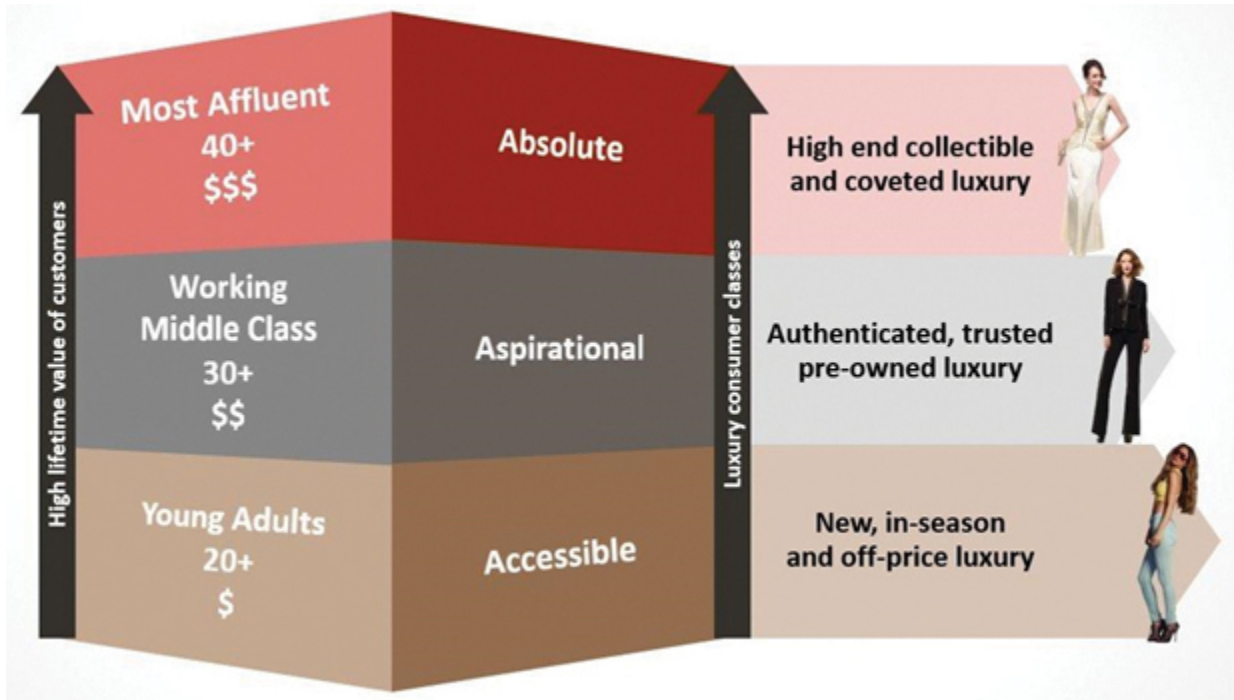 High lifetime value of customers
Most Affluent
40+
$$$
Absolute
High end collectible
and coveted luxury
Working
Middle Class
30+
$$
Aspirational
Luxury consumer classes
Authenticated, trusted
pre-owned luxury
Young Adults
20+
$
Accessible
New, in-season
and off-price luxury